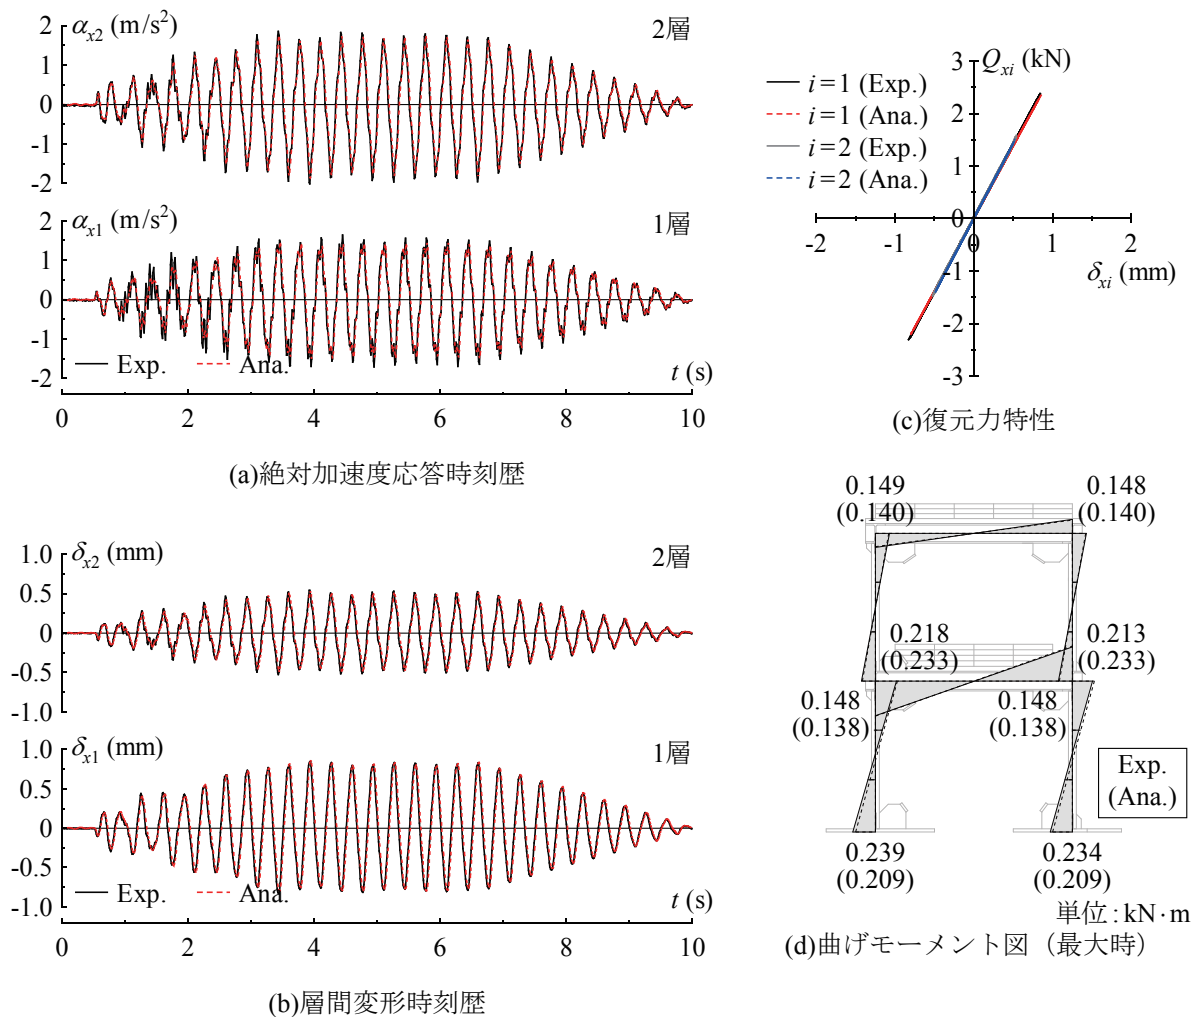 α_x2 (m/s²)
2層
2
1
0
-1
-2
α_x1 (m/s²)
1層
2
1
0
-1
-2
Exp.
Ana.
t (s)
0 2 4 6 8 10
(a)絶対加速度応答時刻歴
δ_x2 (mm)
2層
1.0
0.5
0
-0.5
-1.0
δ_x1 (mm)
1層
1.0
0.5
0
-0.5
-1.0
Exp.
Ana.
t (s)
0 2 4 6 8 10
(b)層間変形時刻歴
Q_xi (kN)
i=1 (Exp.)
i=1 (Ana.)
i=2 (Exp.)
i=2 (Ana.)
3
2
1
0
-1
-2
-3
-2 -1 0 1 2
δ_xi (mm)
(c)復元力特性
0.149
(0.140)
0.148
(0.140)
0.218
(0.233)
0.213
(0.233)
0.148
(0.138)
0.148
(0.138)
Exp.
(Ana.)
0.239
(0.209)
0.234
(0.209)
単位:kN·m
(d)曲げモーメント図（最大時）